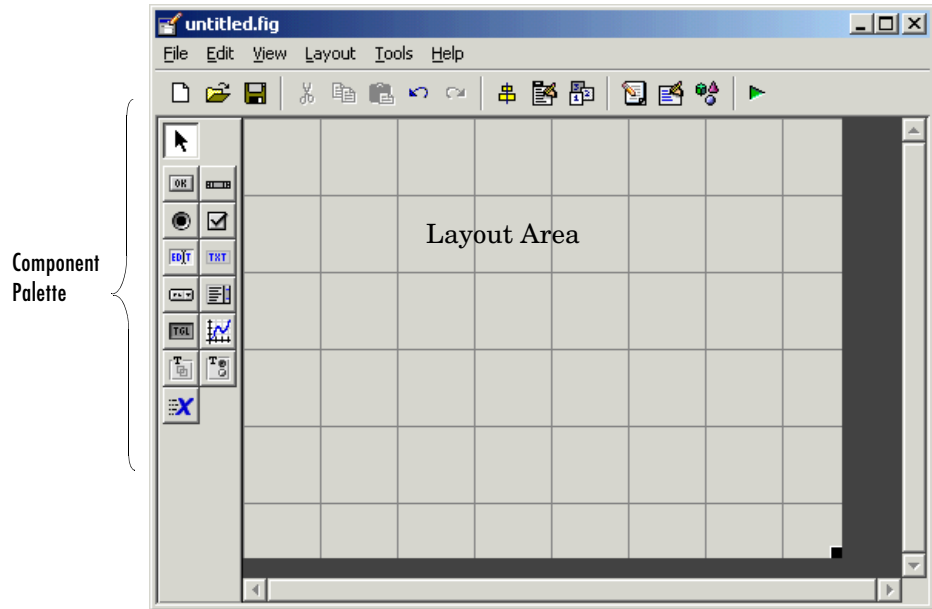 untitled.fig
File Edit View Layout Tools Help
OK
EDIT TXT
TGL
T T
X
Layout Area
Component
Palette